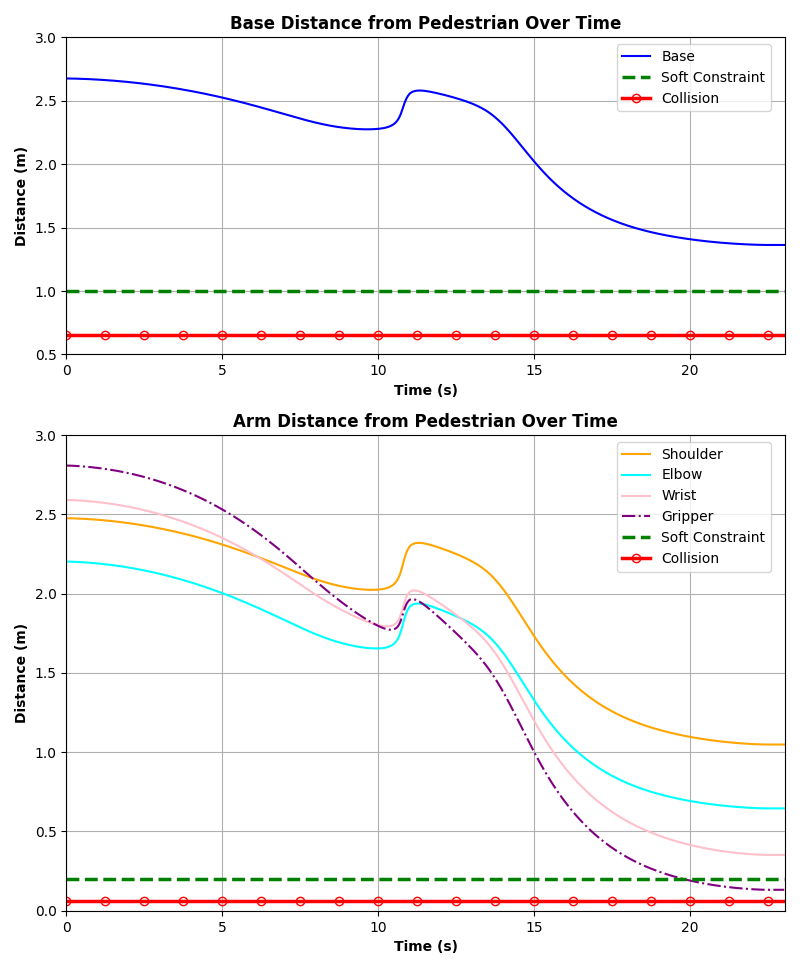 Base Distance from Pedestrian Over Time
3.0
2.5
2.0
1.5
1.0
0.5
Distance (m)
Base
Soft Constraint
Collision
0 5 10 15 20
Time (s)
Arm Distance from Pedestrian Over Time
3.0
2.5
2.0
1.5
1.0
0.5
0.0
Distance (m)
Shoulder
Elbow
Wrist
Gripper
Soft Constraint
Collision
0 5 10 15 20
Time (s)